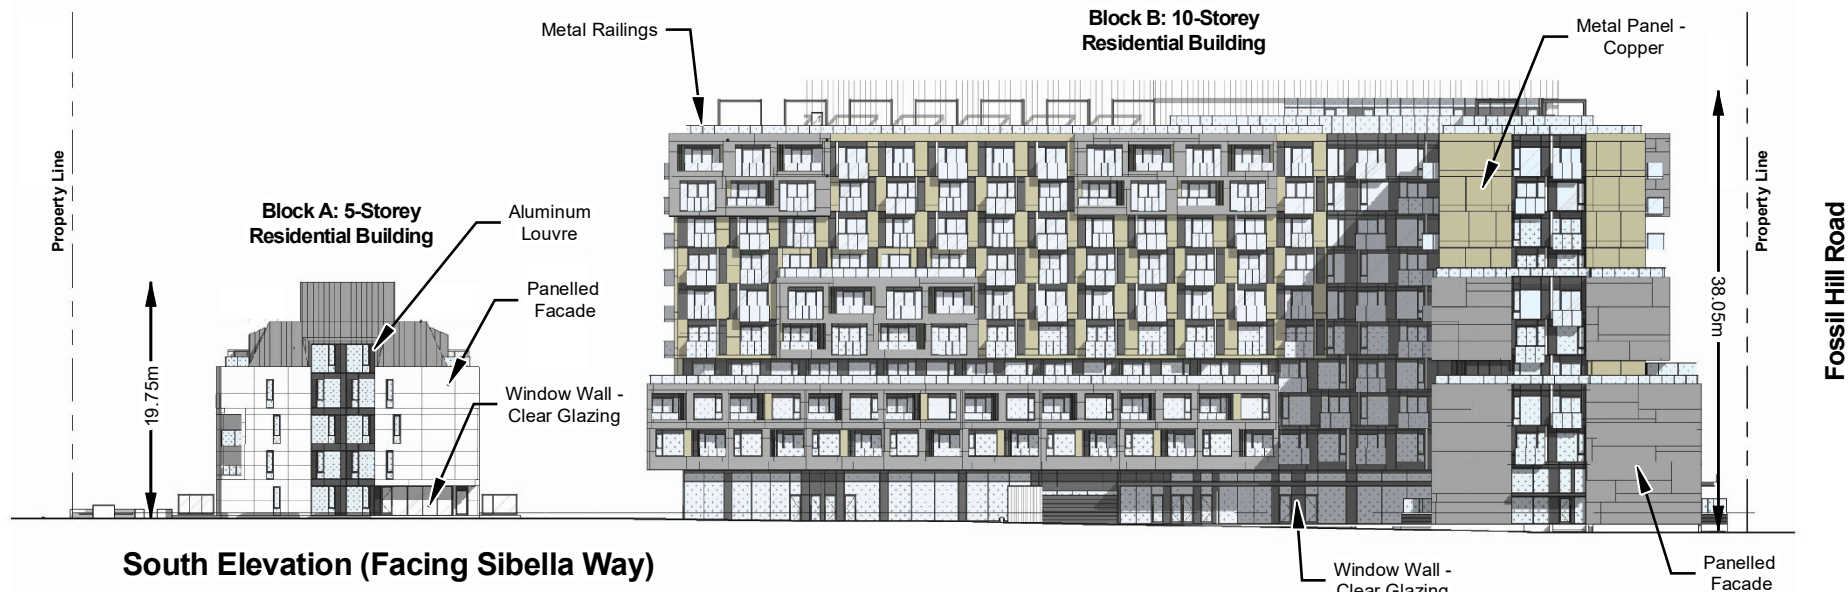 Block B: 10-Storey
Residential Building
Metal Railings
Metal Panel -
Copper
Property Line
Block A: 5-Storey
Residential Building
Aluminum
Louvre
Panelled
Facade
Window Wall -
Clear Glazing
19.75m
38.05m
Property Line
Fossil Hill Road
South Elevation (Facing Sibella Way)
Window Wall -
Clear Glazing
Panelled
Facade